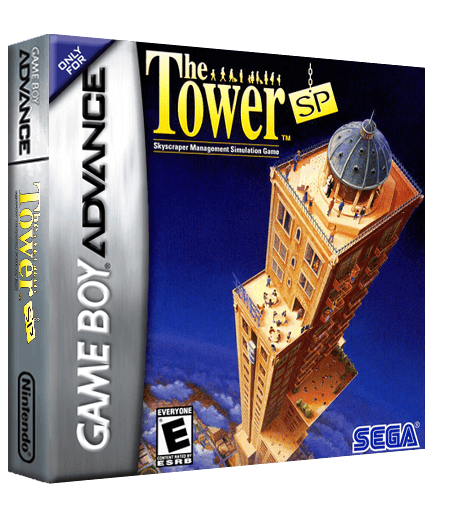 GAME BOY
ADVANCE
The
Tower
SP
Nintendo
ONLY
FOR
GAME BOY ADVANCE
The
Tower SP™
Skyscraper Management Simulation Game
EVERYONE
E
CONTENT RATED BY
ESRB
SEGA